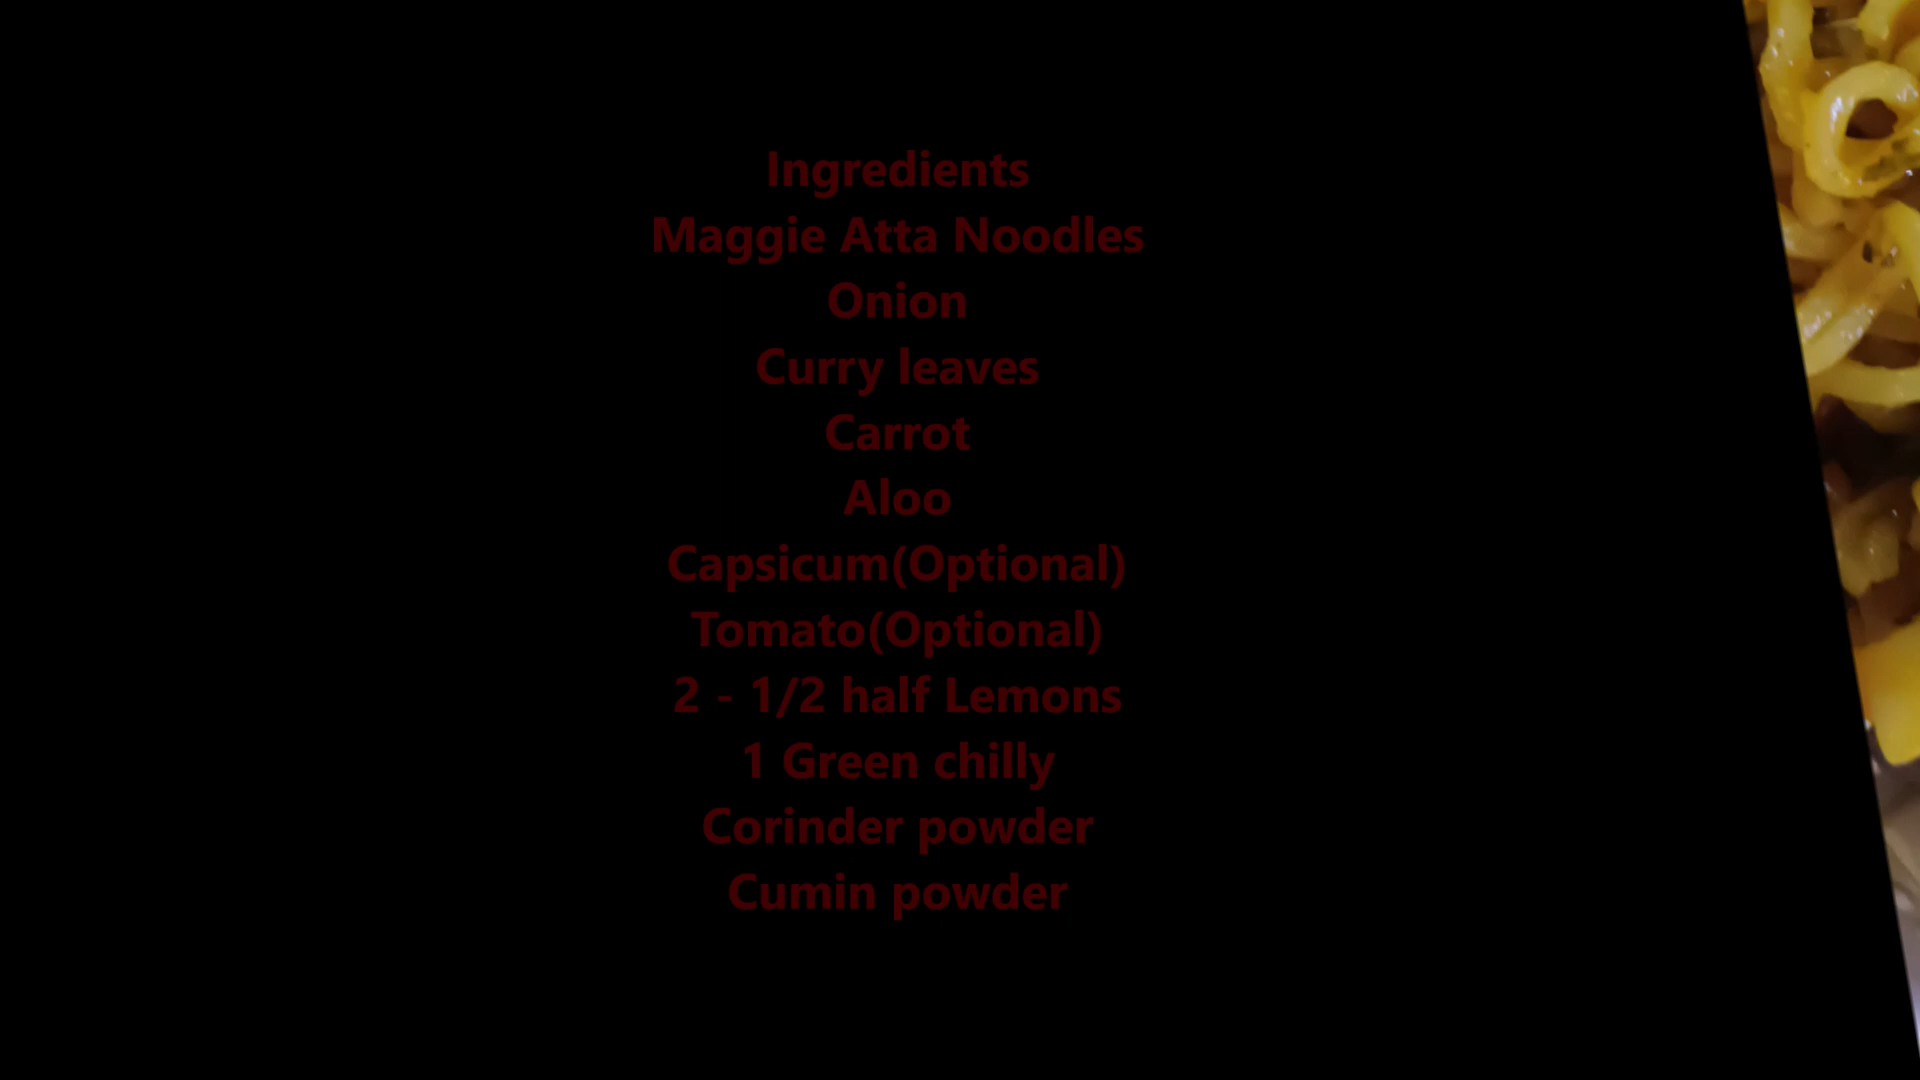 Ingredients
Maggie Atta Noodles
Onion
Curry leaves
Carrot
Aloo
Capsicum(Optional)
Tomato(Optional)
2 - 1/2 half Lemons
1 Green chilly
Corinder powder
Cumin powder